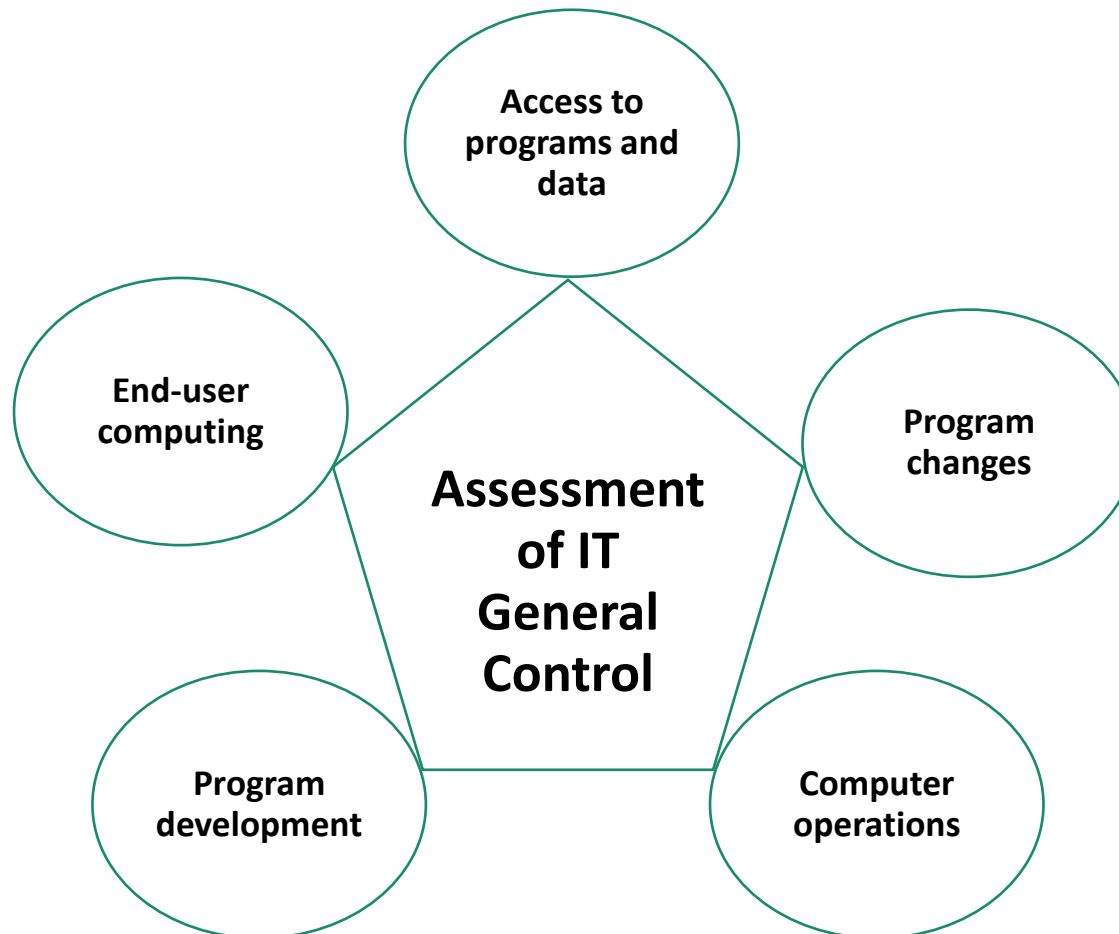 Access to
programs and
data
End-user
computing
Program
changes
Assessment
of IT
General
Control
Program
development
Computer
operations